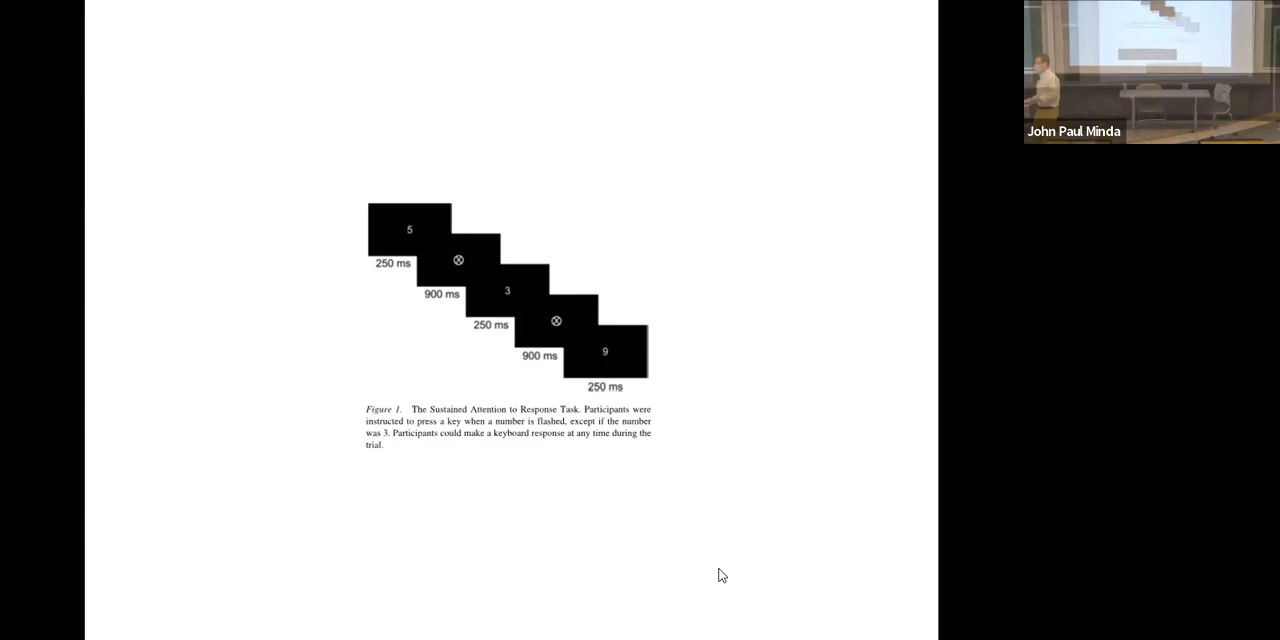 5
250 ms
⊗
900 ms
3
250 ms
⊗
900 ms
9
250 ms
Figure 1. The Sustained Attention to Response Task. Participants were
instructed to press a key when a number is flashed, except if the number
was 3. Participants could make a keyboard response at any time during the
trial.
John Paul Minda